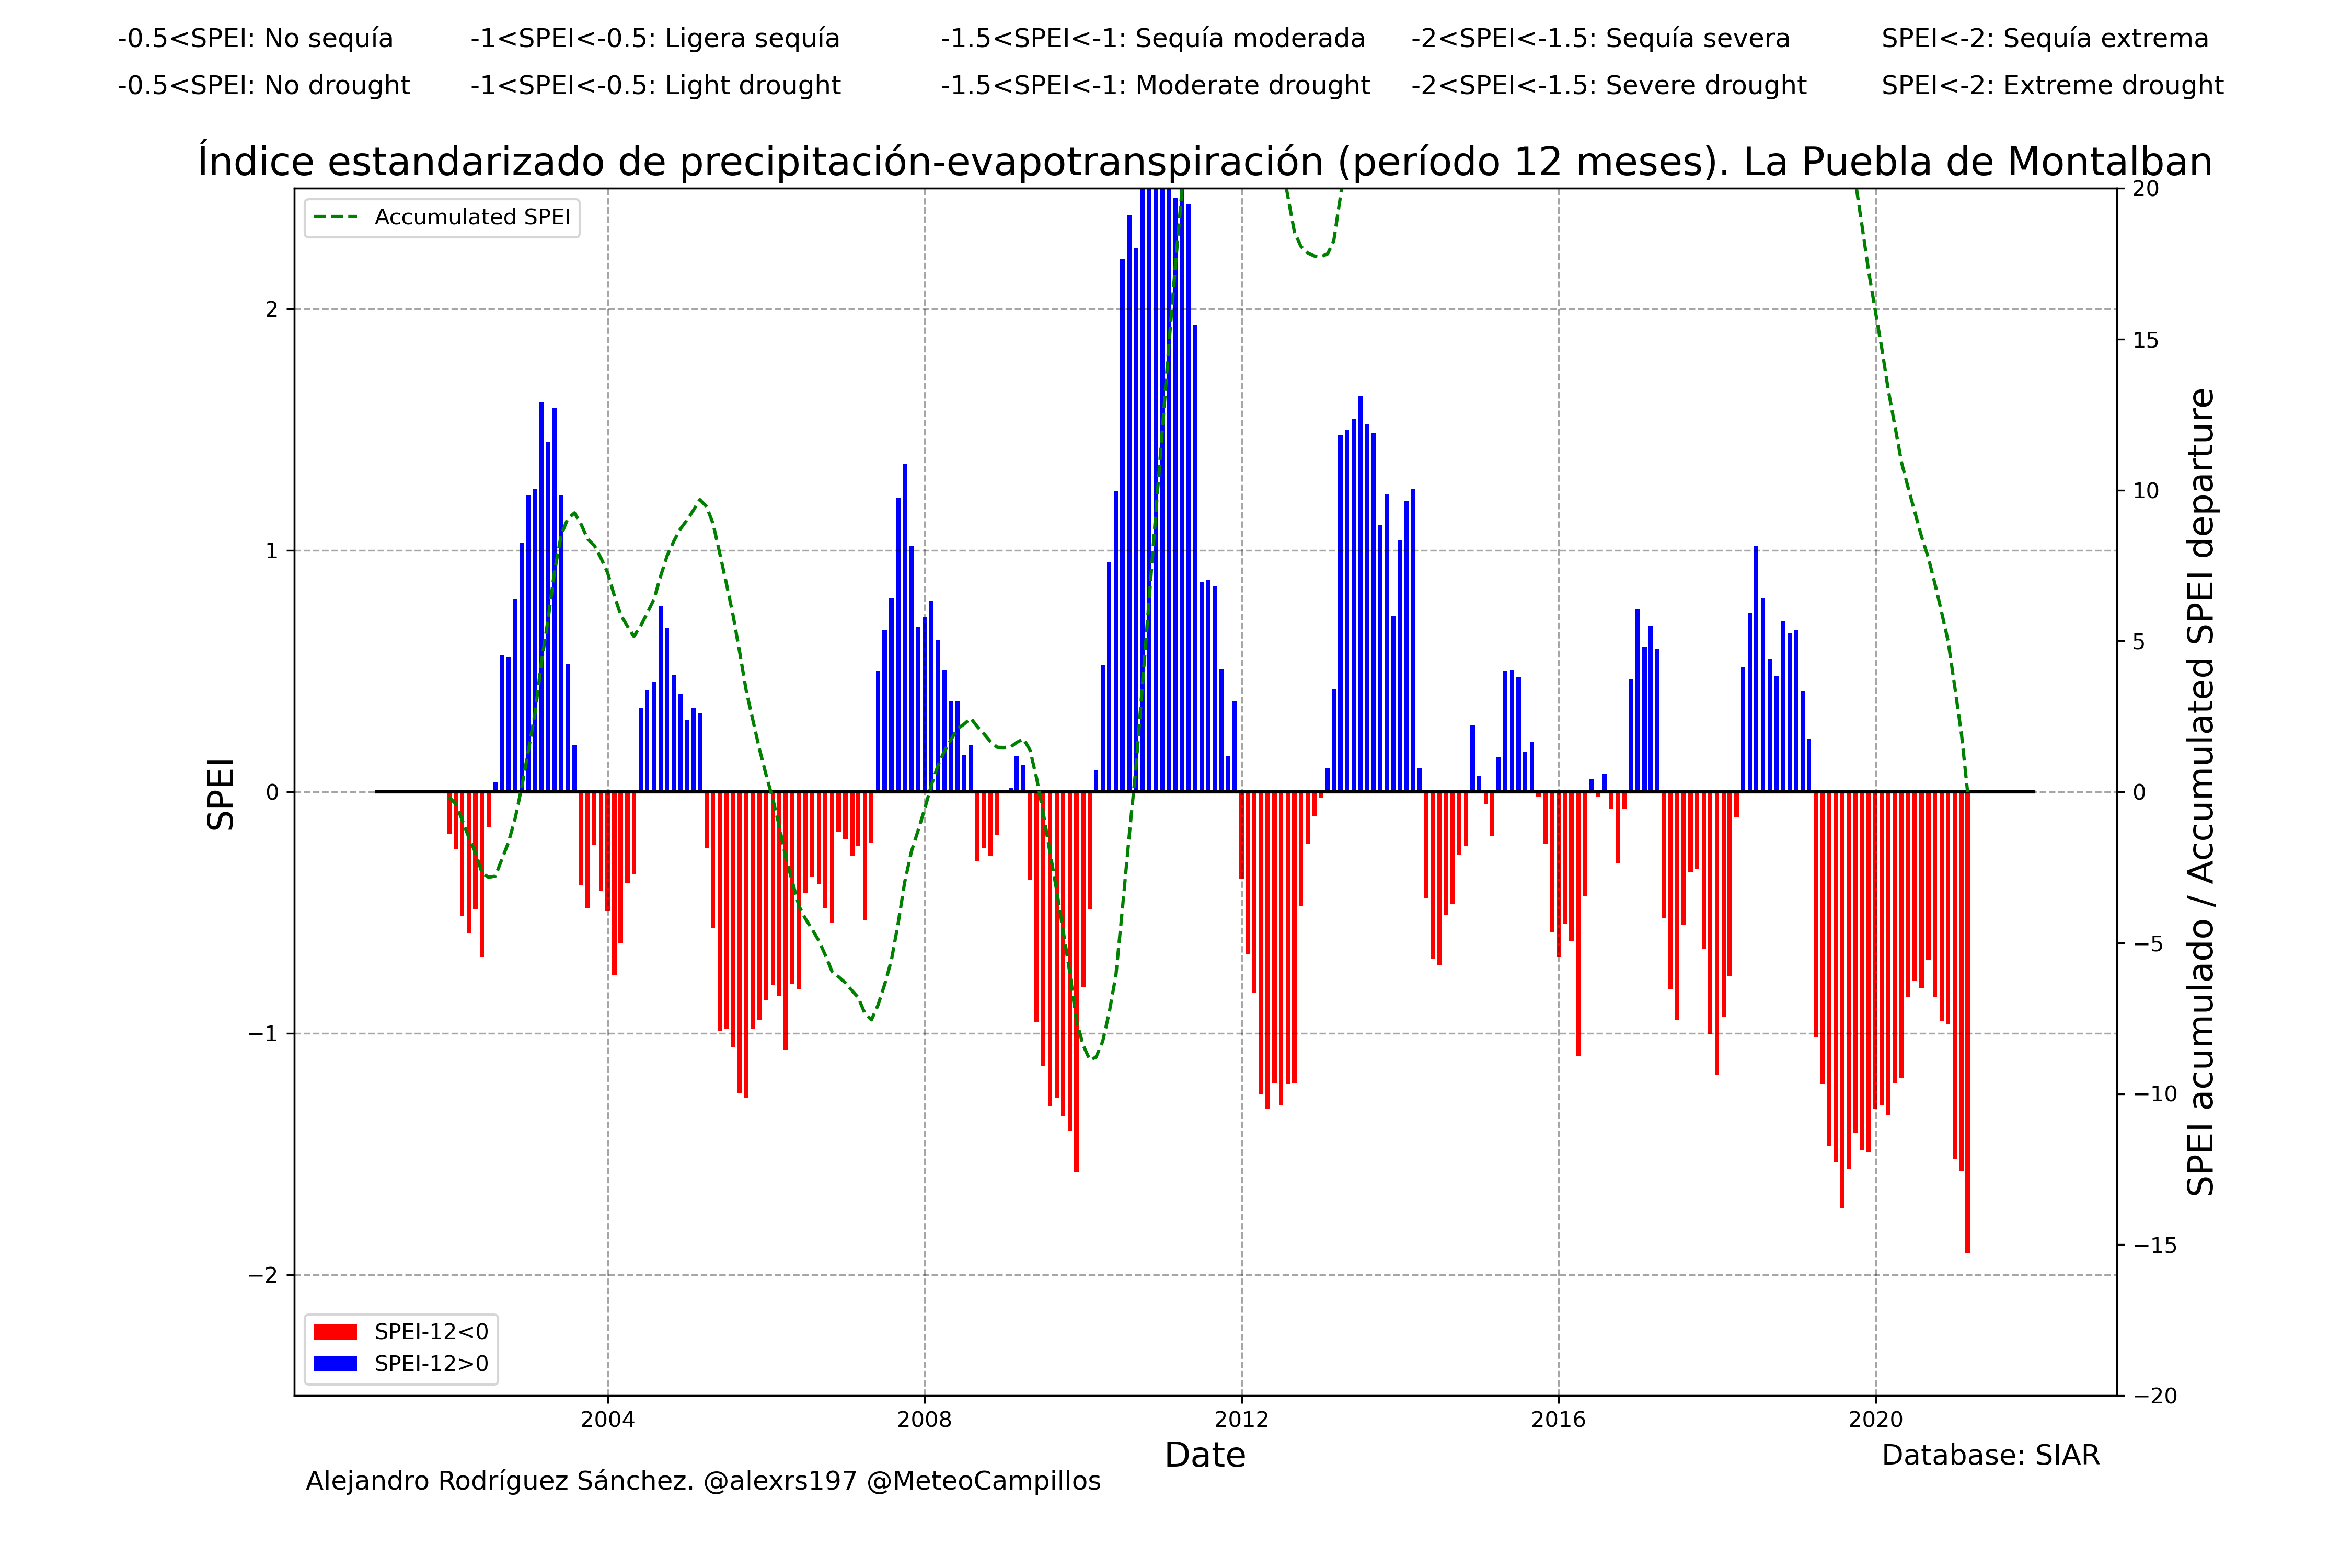 -0.5<SPEI: No sequía -1<SPEI<-0.5: Ligera sequía -1.5<SPEI<-1: Sequía moderada -2<SPEI<-1.5: Sequía severa SPEI<-2: Sequía extrema
-0.5<SPEI: No drought -1<SPEI<-0.5: Light drought -1.5<SPEI<-1: Moderate drought -2<SPEI<-1.5: Severe drought SPEI<-2: Extreme drought
Índice estandarizado de precipitación-evapotranspiración (período 12 meses). La Puebla de Montalban
Accumulated SPEI
2
1
0
−1
−2
SPEI
20
15
10
5
0
−5
−10
−15
−20
SPEI acumulado / Accumulated SPEI departure
SPEI-12<0
SPEI-12>0
2004 2008 2012 2016 2020
Date
Database: SIAR
Alejandro Rodríguez Sánchez. @alexrs197 @MeteoCampillos